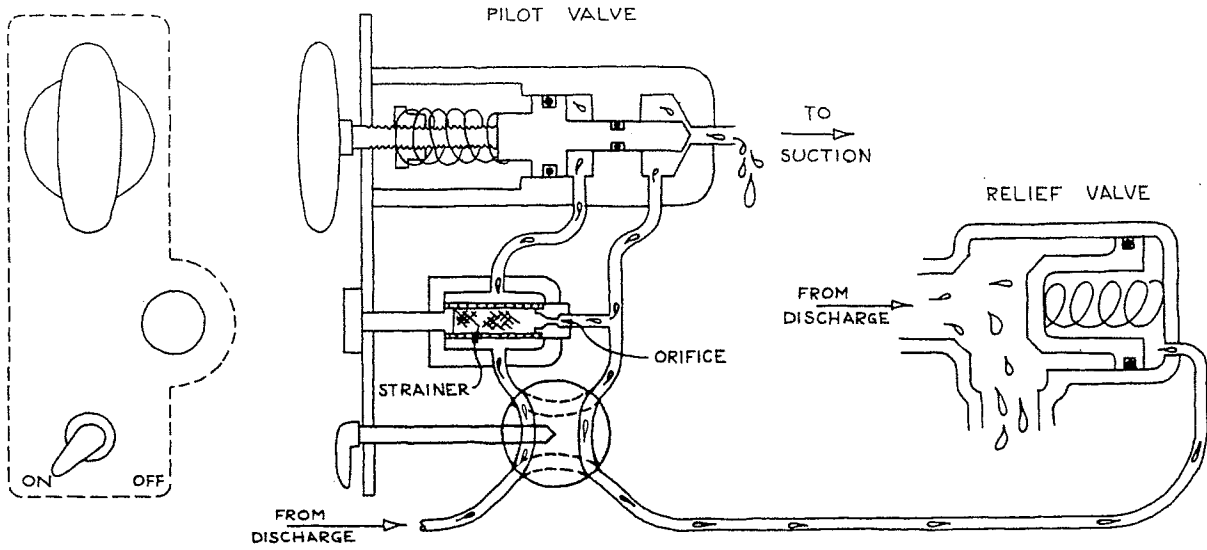 PILOT VALVE
TO
SUCTION
RELIEF VALVE
FROM
DISCHARGE
ORIFICE
STRAINER
ON OFF
FROM
DISCHARGE